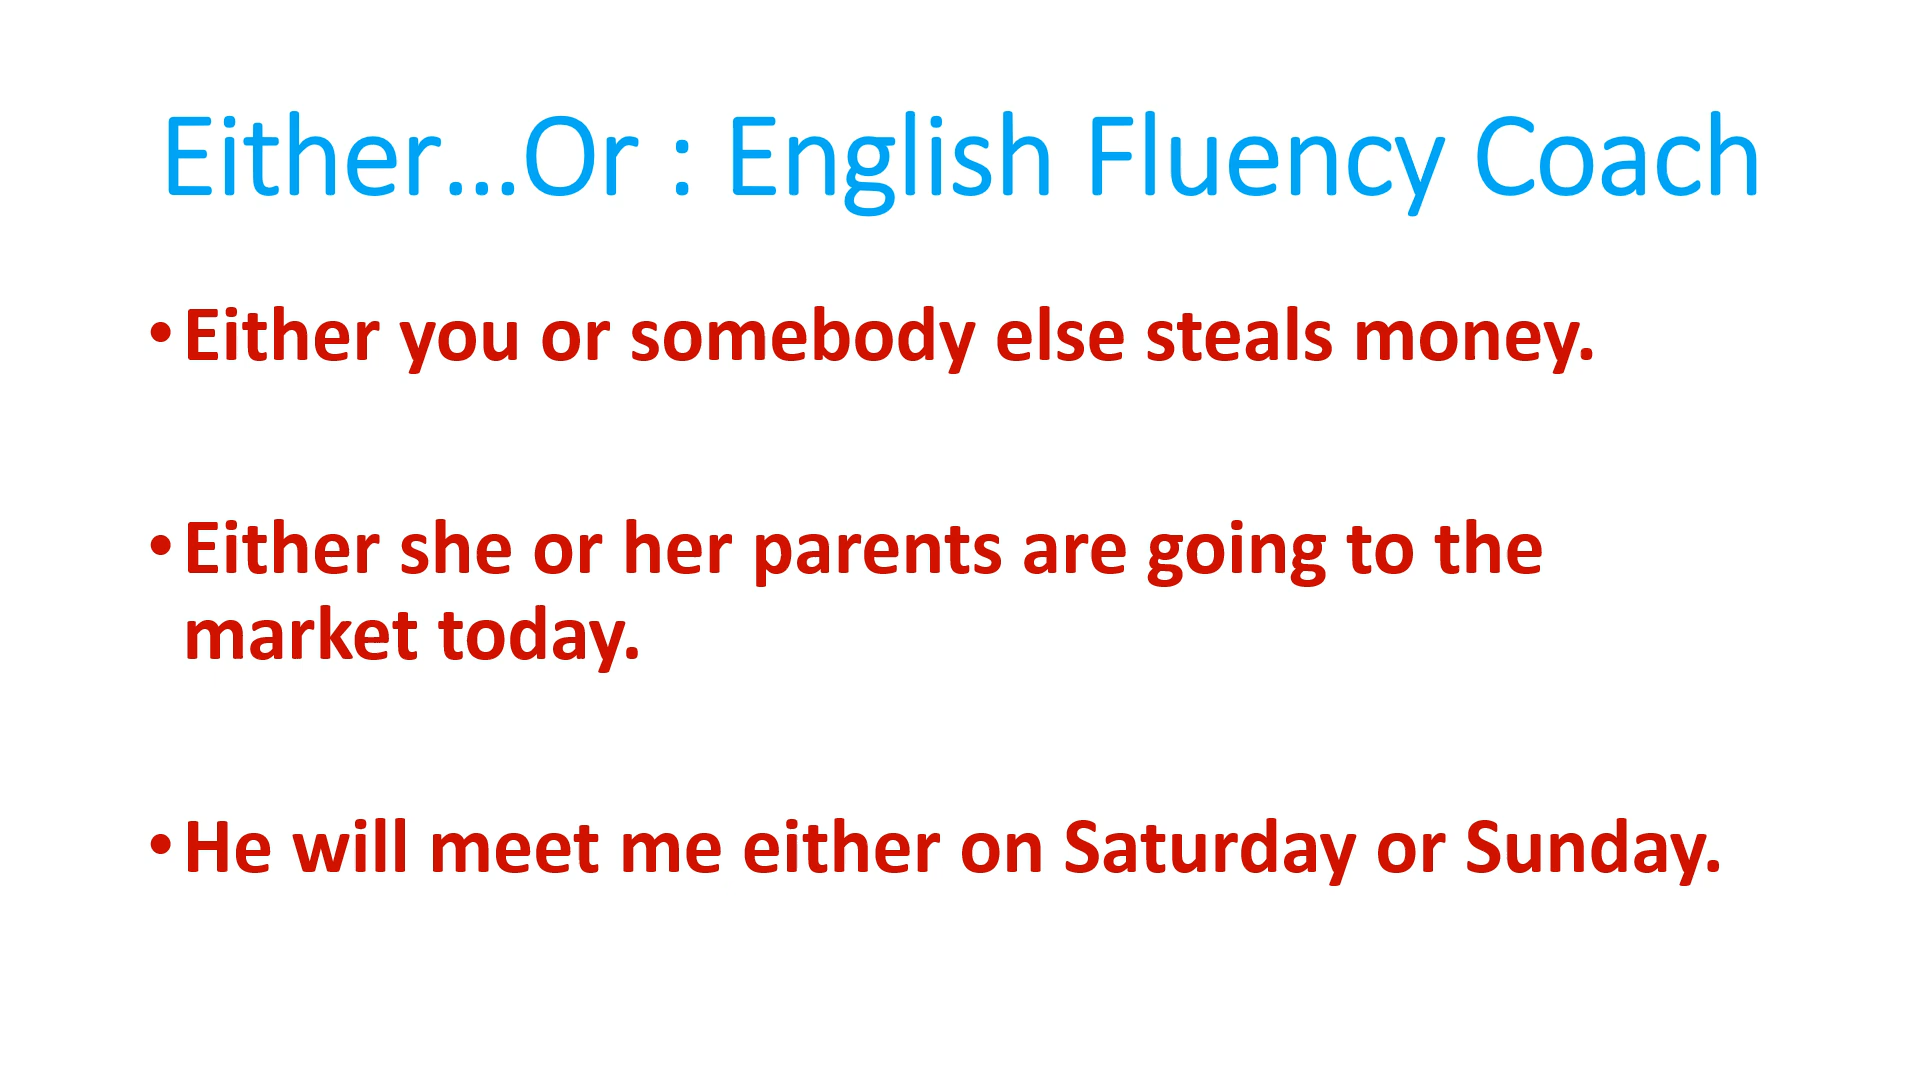 Either...Or : English Fluency Coach
• Either you or somebody else steals money.
• Either she or her parents are going to the
market today.
• He will meet me either on Saturday or Sunday.